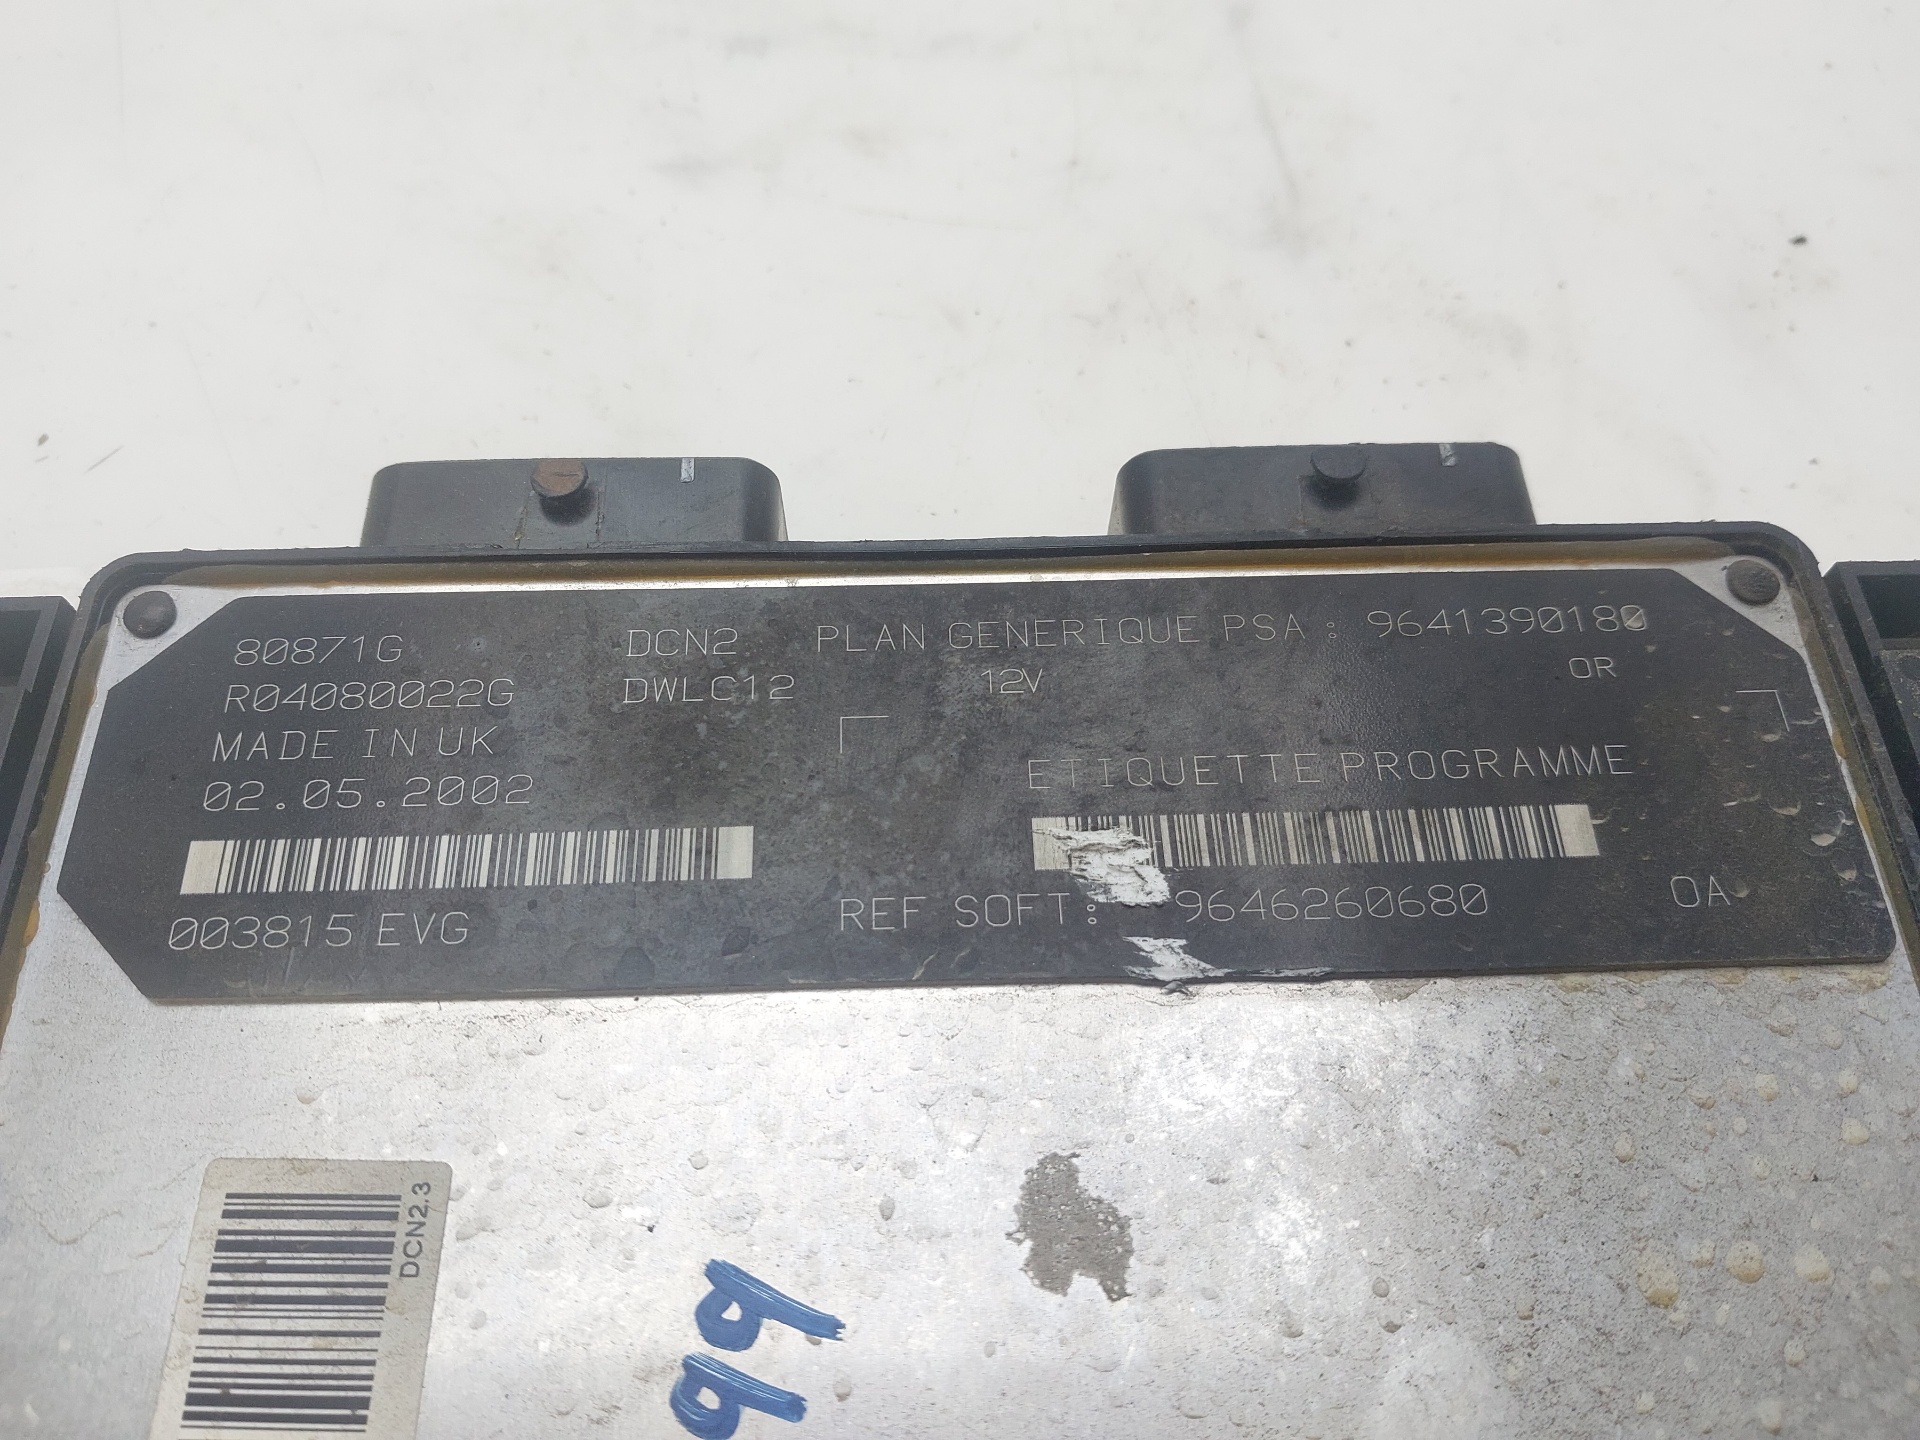 80871G DCN2 PLAN GENERIQUE PSA : 9641390180
R04080022G DWLC12 12V OR
MADE IN UK
02.05.2002
ETIQUETTE PROGRAMME
003815 EVG REF SOFT: 9646260680 OA
DCN2.3
99